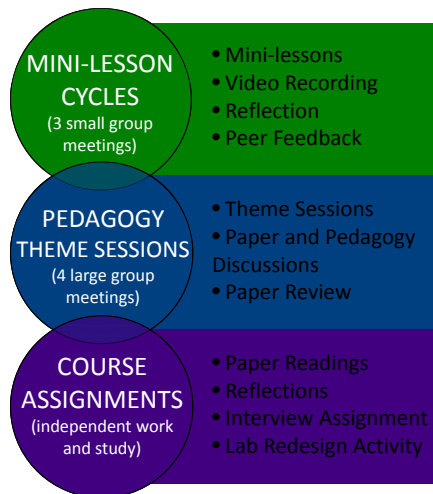 MINI-LESSON
CYCLES
(3 small group
meetings)
• Mini-lessons
• Video Recording
• Reflection
• Peer Feedback
PEDAGOGY
THEME SESSIONS
(4 large group
meetings)
• Theme Sessions
• Paper and Pedagogy
Discussions
• Paper Review
COURSE
ASSIGNMENTS
(independent work
and study)
• Paper Readings
• Reflections
• Interview Assignment
• Lab Redesign Activity